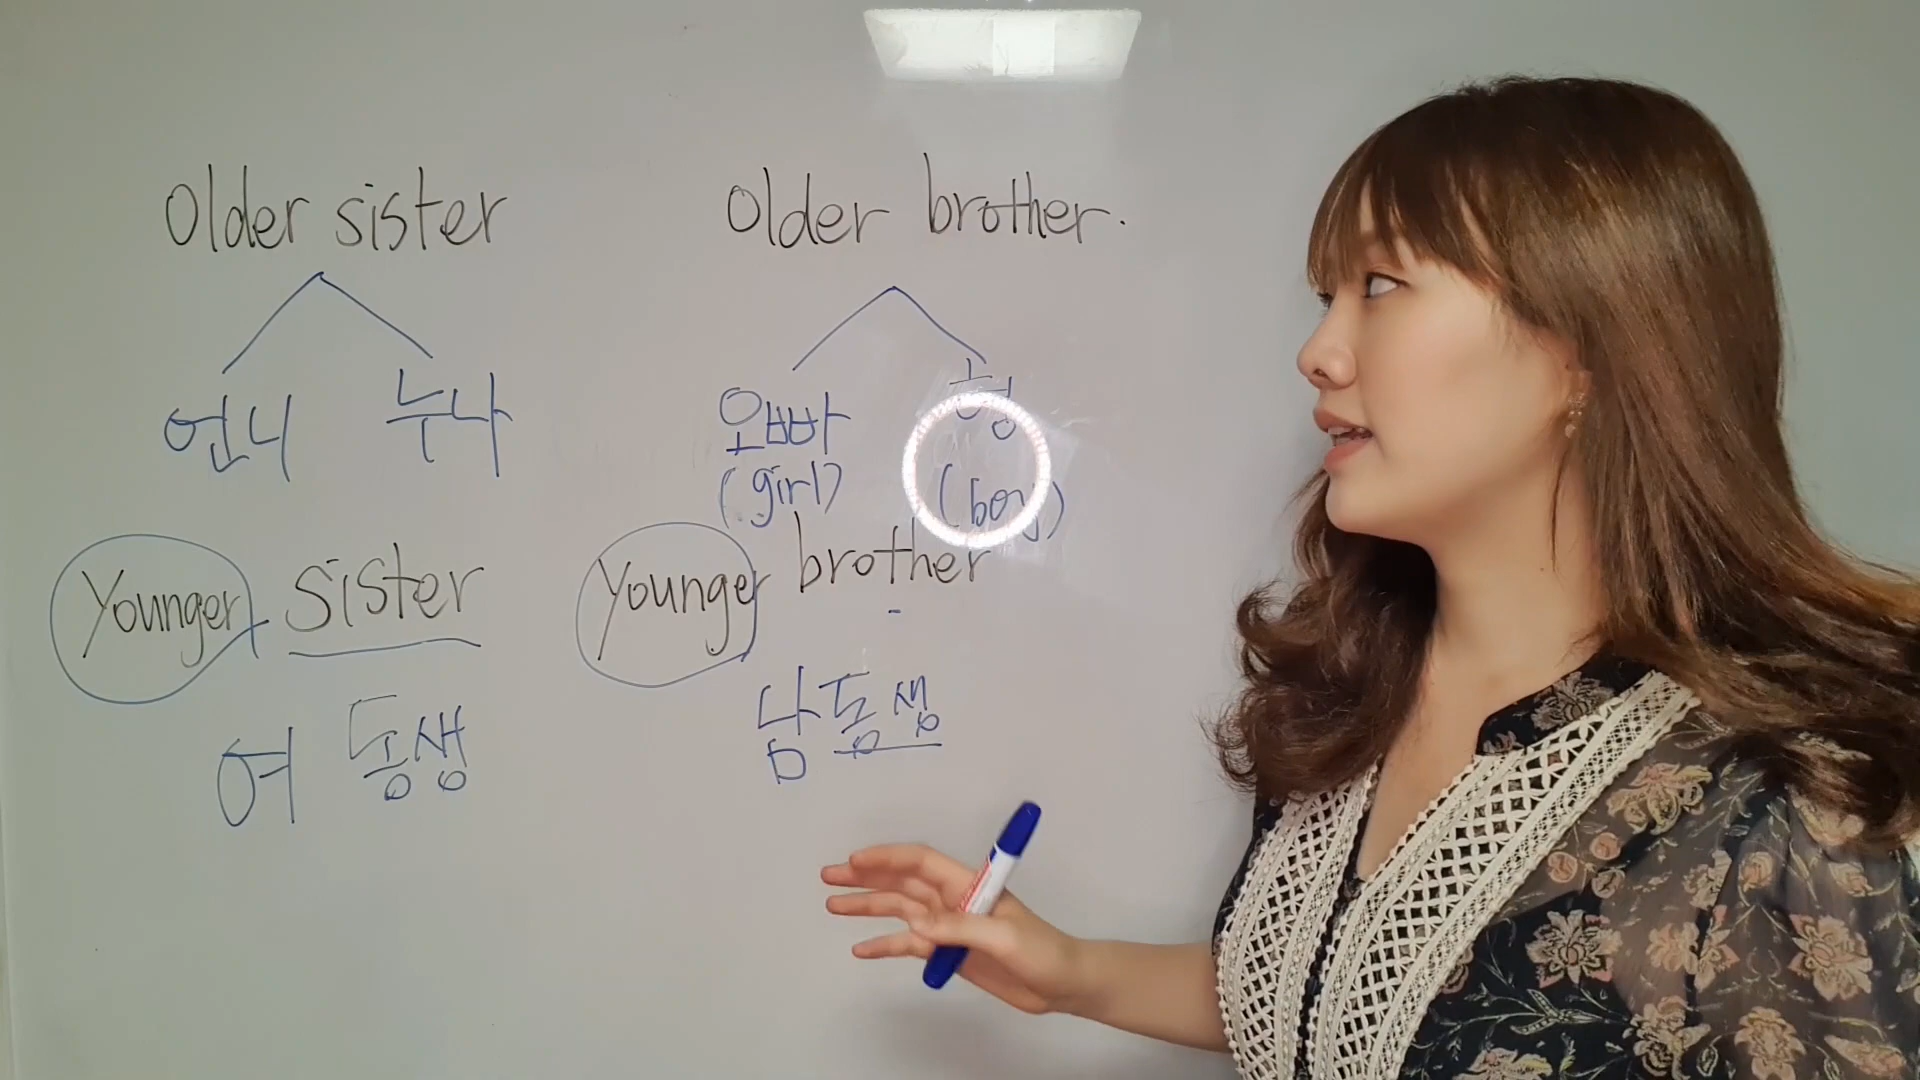 Older sister
Older brother.
언니 누나
오빠 형
(girl) (boy)
Younger sister
Younger brother
여동생
남동생